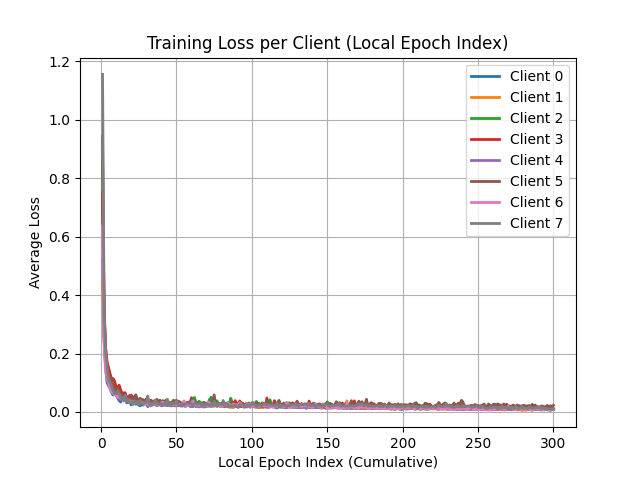 Training Loss per Client (Local Epoch Index)
1.2
1.0
0.8
0.6
0.4
0.2
0.0
Average Loss
Client 0
Client 1
Client 2
Client 3
Client 4
Client 5
Client 6
Client 7
0 50 100 150 200 250 300
Local Epoch Index (Cumulative)